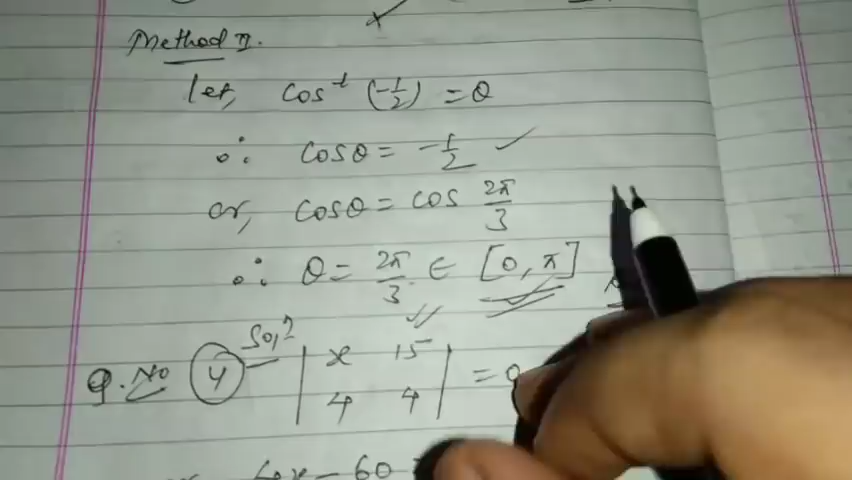 Method II.
let, cos⁻¹ (-1/2) = θ
∴ cosθ = -1/2 ✓
or, cosθ = cos 2π/3
∴ θ = 2π/3 ∈ [0, π]
Q. No 4 Solⁿ | x 15 | = 0
| 4 4 |
- 60